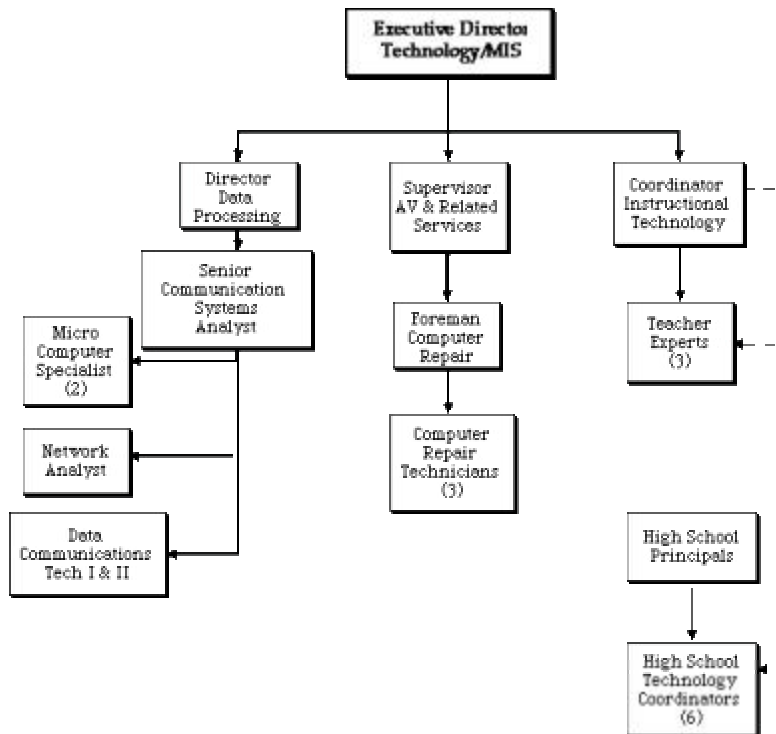 Executive Director
Technology/MIS
Director
Data
Processing
Supervisor
AV & Related
Services
Coordinator
Instructional
Technology
Senior
Communication
Systems
Analyst
Micro
Computer
Specialist
(2)
Foreman
Computer
Repair
Teacher
Experts
(3)
Network
Analyst
Computer
Repair
Technicians
(3)
Data
Communications
Tech I & II
High School
Principals
High School
Technology
Coordinators
(6)